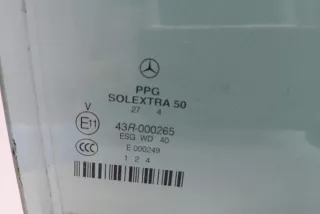 PPG
SOLEXTRA 50
27 4
V
E11
43R-000265
ESG WD 40
CCC
E 000249
1 2 4